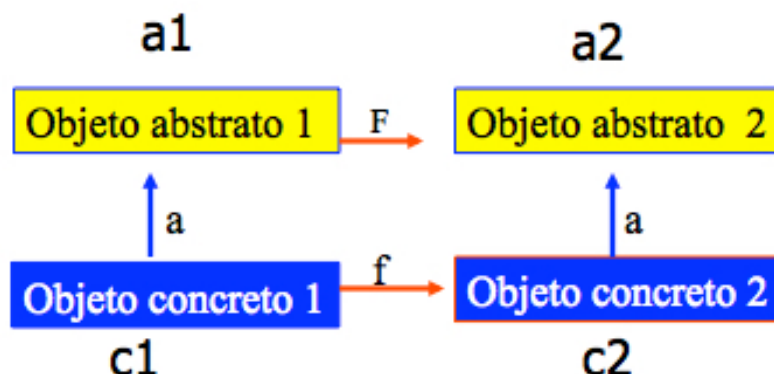 a1 a2
Objeto abstrato 1 F Objeto abstrato 2
a a
Objeto concreto 1 f Objeto concreto 2
c1 c2